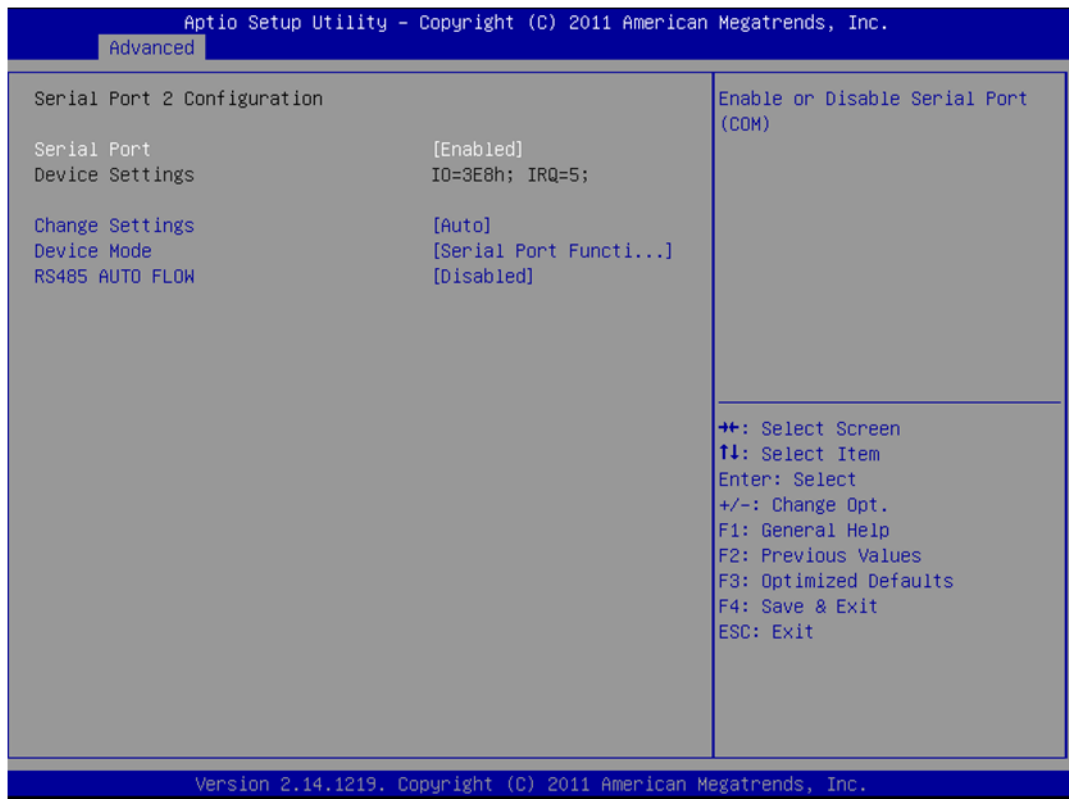 Aptio Setup Utility – Copyright (C) 2011 American Megatrends, Inc.
Advanced
Serial Port 2 Configuration
Serial Port [Enabled]
Device Settings IO=3E8h; IRQ=5;
Change Settings [Auto]
Device Mode [Serial Port Functi...]
RS485 AUTO FLOW [Disabled]
Enable or Disable Serial Port
(COM)
→←: Select Screen
↑↓: Select Item
Enter: Select
+/-: Change Opt.
F1: General Help
F2: Previous Values
F3: Optimized Defaults
F4: Save & Exit
ESC: Exit
Version 2.14.1219. Copyright (C) 2011 American Megatrends, Inc.